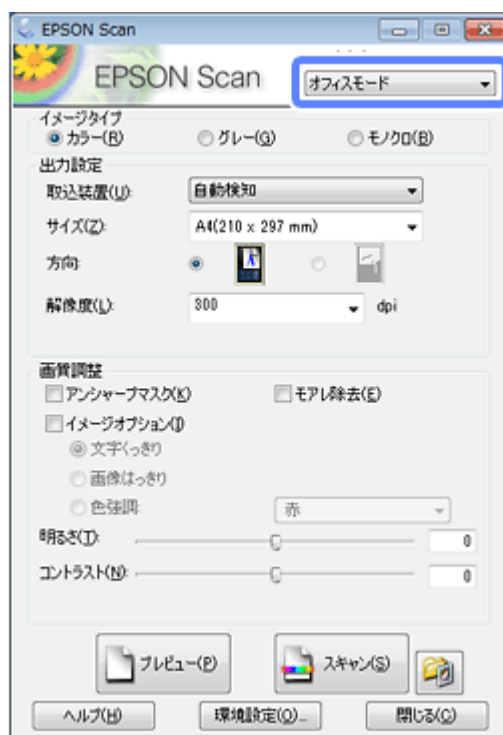 EPSON Scan
EPSON Scan
オフィスモード
イメージタイプ
カラー(R) グレー(G) モノクロ(B)
出力設定
取込装置(U): 自動検知
サイズ(Z): A4(210 x 297 mm)
方向:
解像度(L): 300 dpi
画質調整
アンシャープマスク(K) モアレ除去(E)
イメージオプション(I)
文字くっきり
画像はっきり
色強調: 赤
明るさ(T): 0
コントラスト(N): 0
プレビュー(P) スキャン(S)
ヘルプ(H) 環境設定(O)... 閉じる(C)